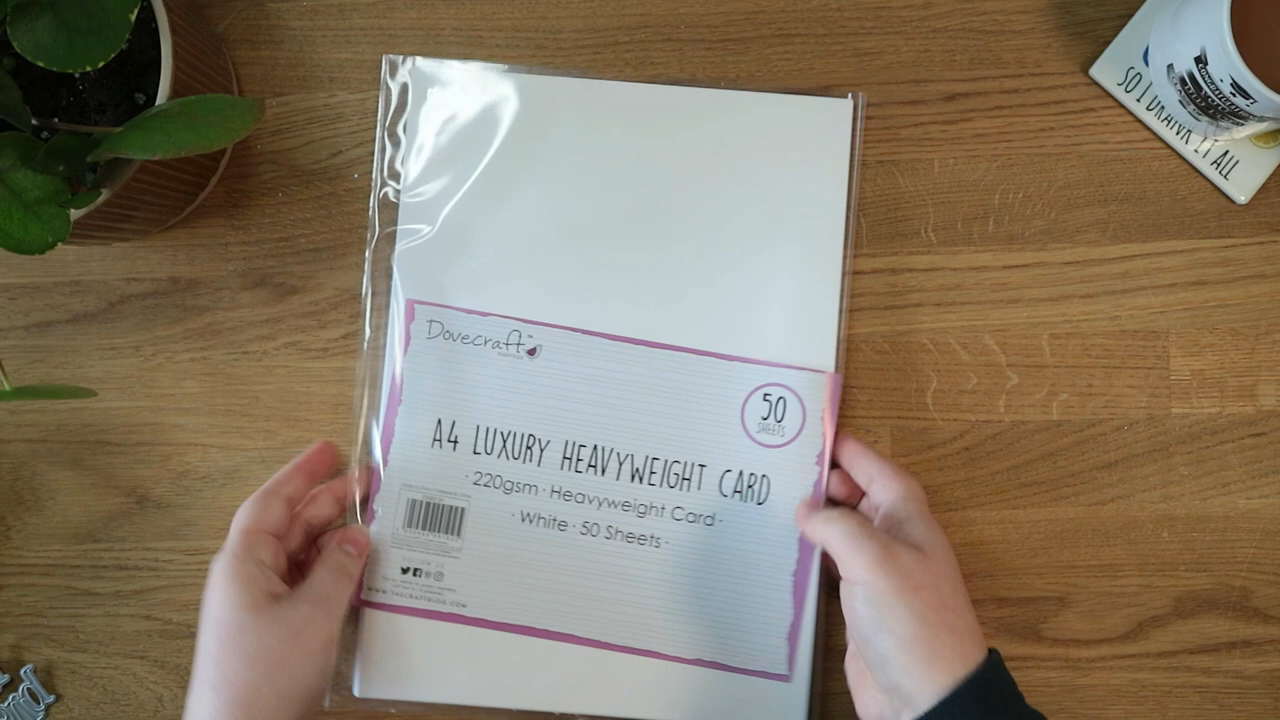 Dovecraft™
50
SHEETS
A4 LUXURY HEAVYWEIGHT CARD
· 220gsm · Heavyweight Card ·
· White · 50 Sheets ·
WWW.THECRAFTBLOG.COM
SO I DRANK IT ALL